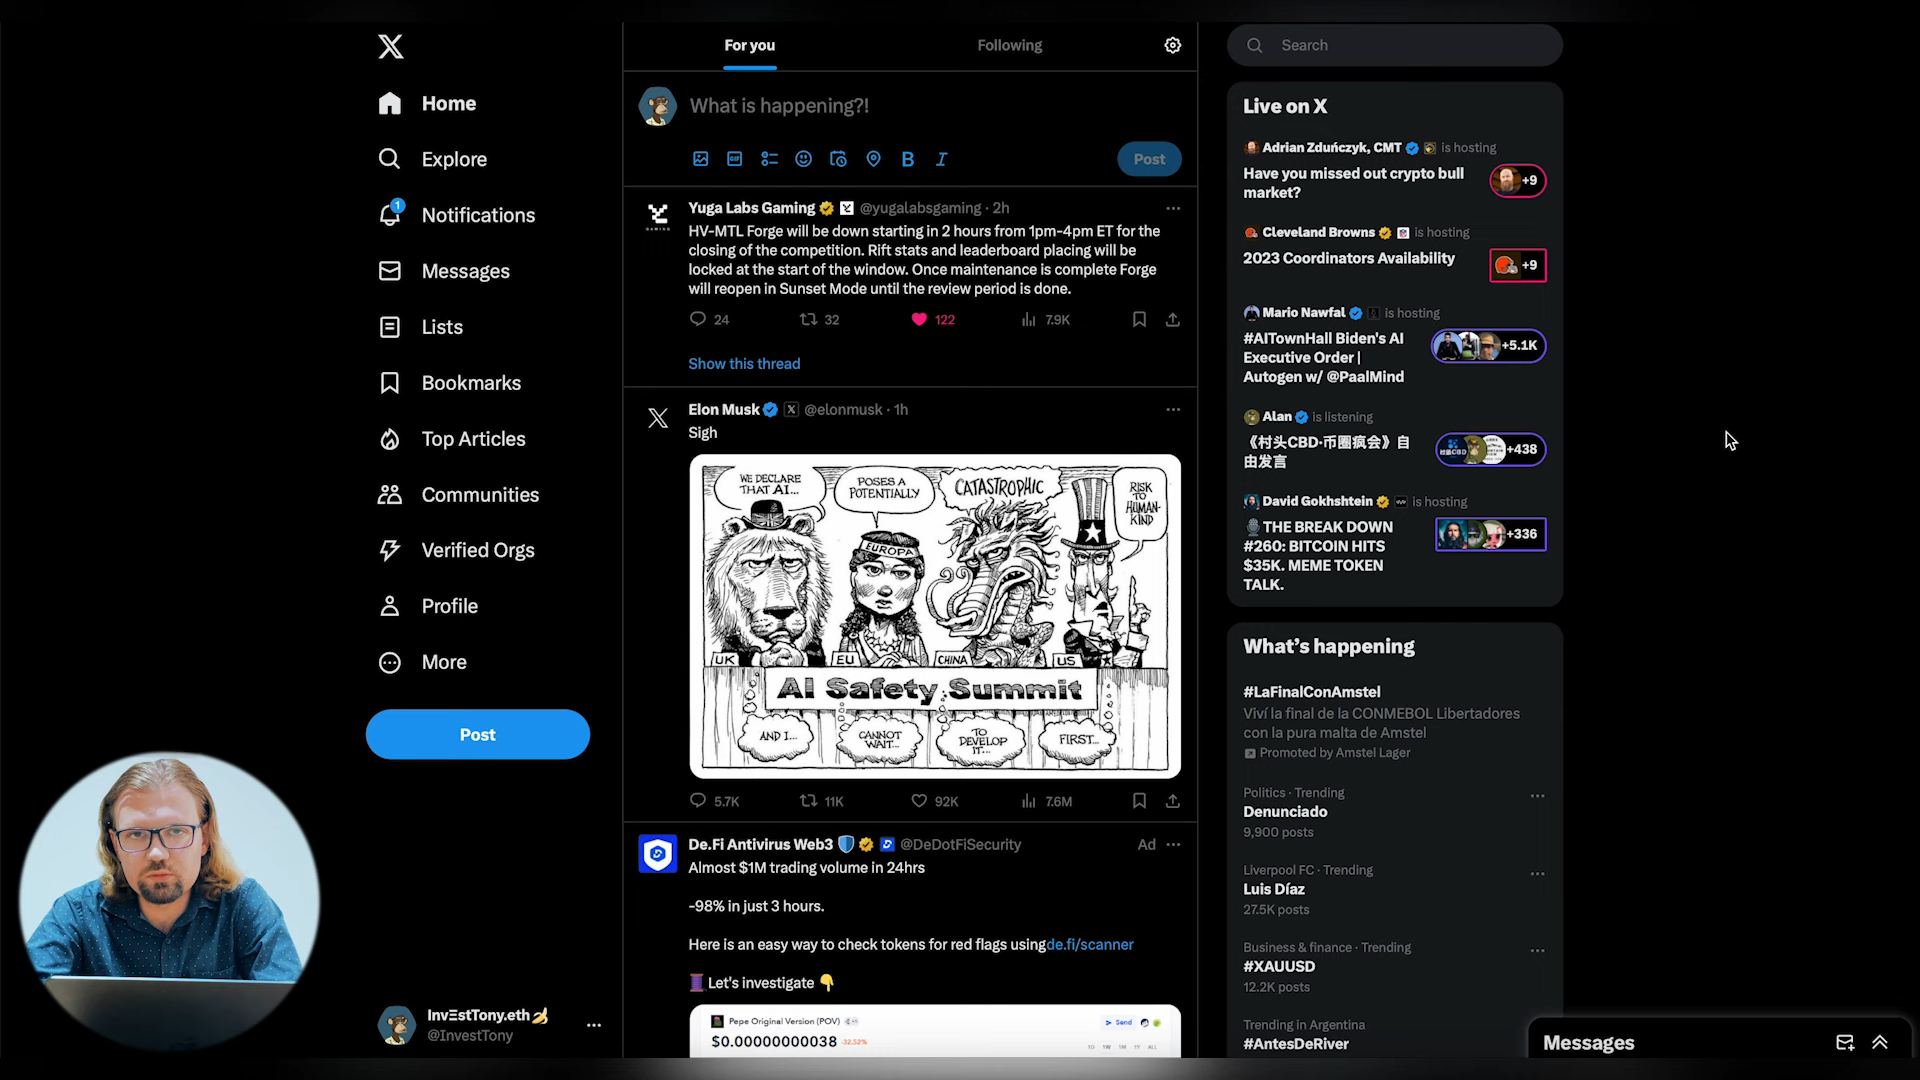 Home
Explore
1
Notifications
Messages
Lists
Bookmarks
Top Articles
Communities
Verified Orgs
Profile
More
Post
InvΞstTony.eth🍌
@InvestTony
For you
Following
What is happening?!
GIF
B I
Post
Yuga Labs Gaming @yugalabsgaming · 2h
HV-MTL Forge will be down starting in 2 hours from 1pm-4pm ET for the
closing of the competition. Rift stats and leaderboard placing will be
locked at the start of the window. Once maintenance is complete Forge
will reopen in Sunset Mode until the review period is done.
24 32 122 7.9K
Show this thread
GAMING
Elon Musk X @elonmusk · 1h
Sigh
WE DECLARE
THAT AI...
POSES A
POTENTIALLY
CATASTROPHIC
RISK
TO
HUMAN-
KIND
EUROPA
UK
EU
CHINA
US
AI Safety Summit
AND I...
CANNOT
WAIT...
TO
DEVELOP
IT...
FIRST...
5.7K 11K 92K 7.6M
De.Fi Antivirus Web3 @DeDotFiSecurity Ad
Almost $1M trading volume in 24hrs
-98% in just 3 hours.
Here is an easy way to check tokens for red flags using de.fi/scanner
🧵 Let's investigate 👇
Pepe Original Version (POV)
Send
$0.00000000038 -32.52%
1D 1W 1M 1Y ALL
Search
Live on X
Adrian Zduńczyk, CMT is hosting
Have you missed out crypto bull
market?
+9
Cleveland Browns is hosting
2023 Coordinators Availability
+9
Mario Nawfal is hosting
#AITownHall Biden's AI
Executive Order |
Autogen w/ @PaalMind
+5.1K
Alan is listening
《村头CBD·币圈疯会》自
由发言
+438
David Gokhshtein is hosting
🎙️THE BREAK DOWN
#260: BITCOIN HITS
$35K. MEME TOKEN
TALK.
+336
What's happening
#LaFinalConAmstel
Viví la final de la CONMEBOL Libertadores
con la pura malta de Amstel
Promoted by Amstel Lager
Politics · Trending
Denunciado
9,900 posts
Liverpool FC · Trending
Luis Díaz
27.5K posts
Business & finance · Trending
#XAUUSD
12.2K posts
Trending in Argentina
#AntesDeRiver
Messages